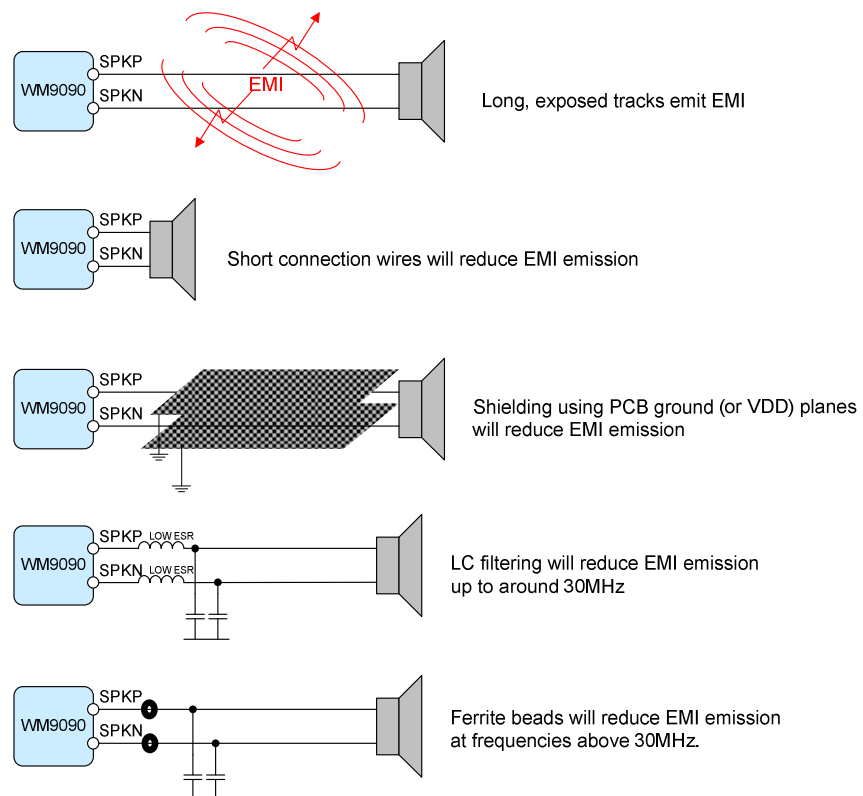 SPKP
WM9090
SPKN
EMI
Long, exposed tracks emit EMI
SPKP
WM9090
SPKN
Short connection wires will reduce EMI emission
SPKP
WM9090
SPKN
Shielding using PCB ground (or VDD) planes
will reduce EMI emission
SPKP LOW ESR
WM9090
SPKN LOW ESR
LC filtering will reduce EMI emission
up to around 30MHz
SPKP
WM9090
SPKN
Ferrite beads will reduce EMI emission
at frequencies above 30MHz.